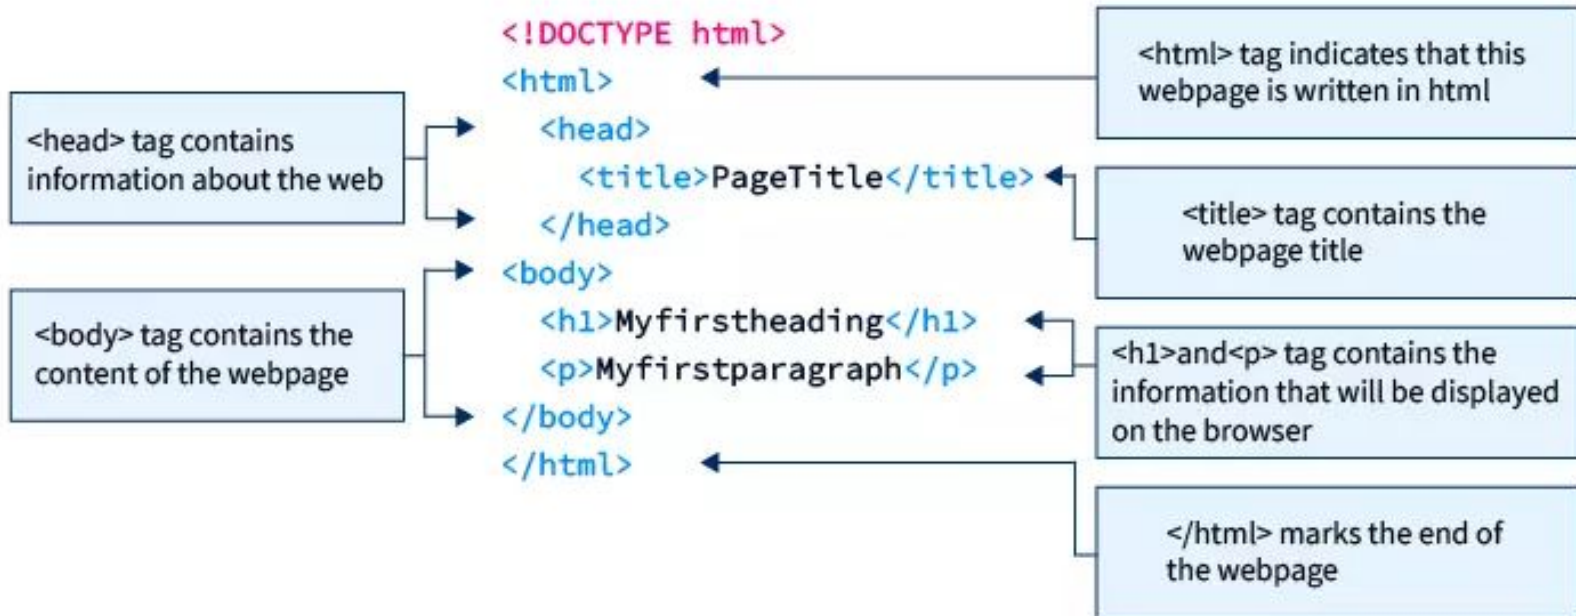 <!DOCTYPE html>
<html>
<head>
<title>PageTitle</title>
</head>
<body>
<h1>Myfirstheading</h1>
<p>Myfirstparagraph</p>
</body>
</html>
<head> tag contains
information about the web
<body> tag contains the
content of the webpage
<html> tag indicates that this
webpage is written in html
<title> tag contains the
webpage title
<h1>and<p> tag contains the
information that will be displayed
on the browser
</html> marks the end of
the webpage